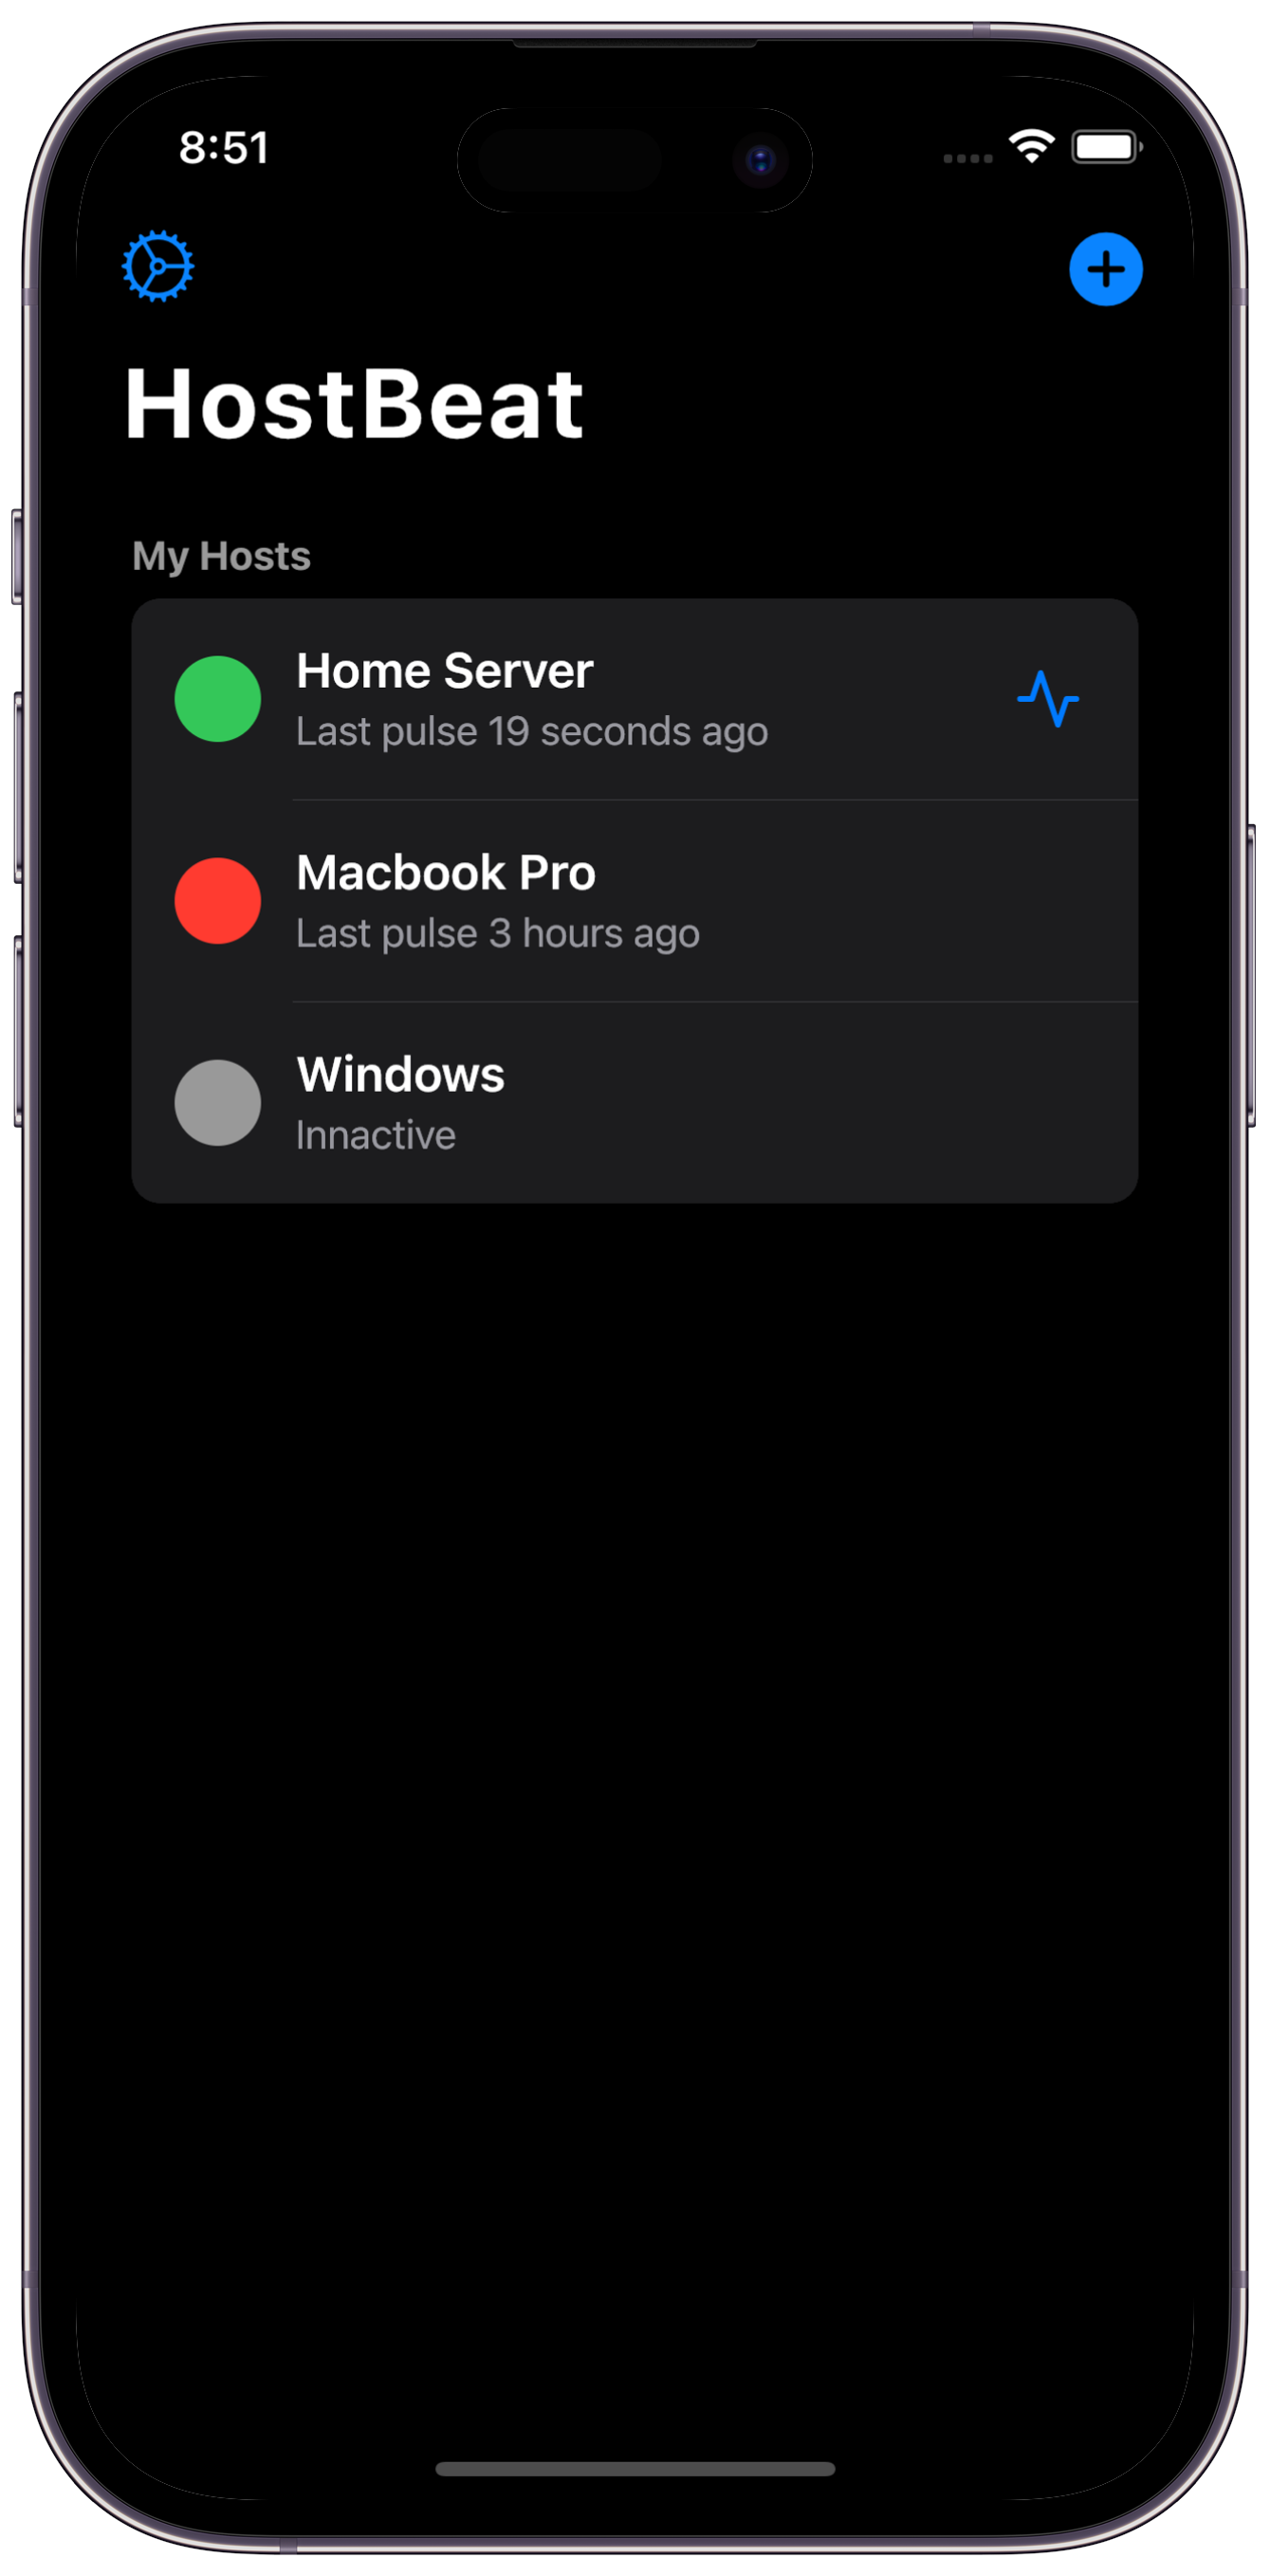 8:51
HostBeat
My Hosts
Home Server
Last pulse 19 seconds ago
Macbook Pro
Last pulse 3 hours ago
Windows
Innactive